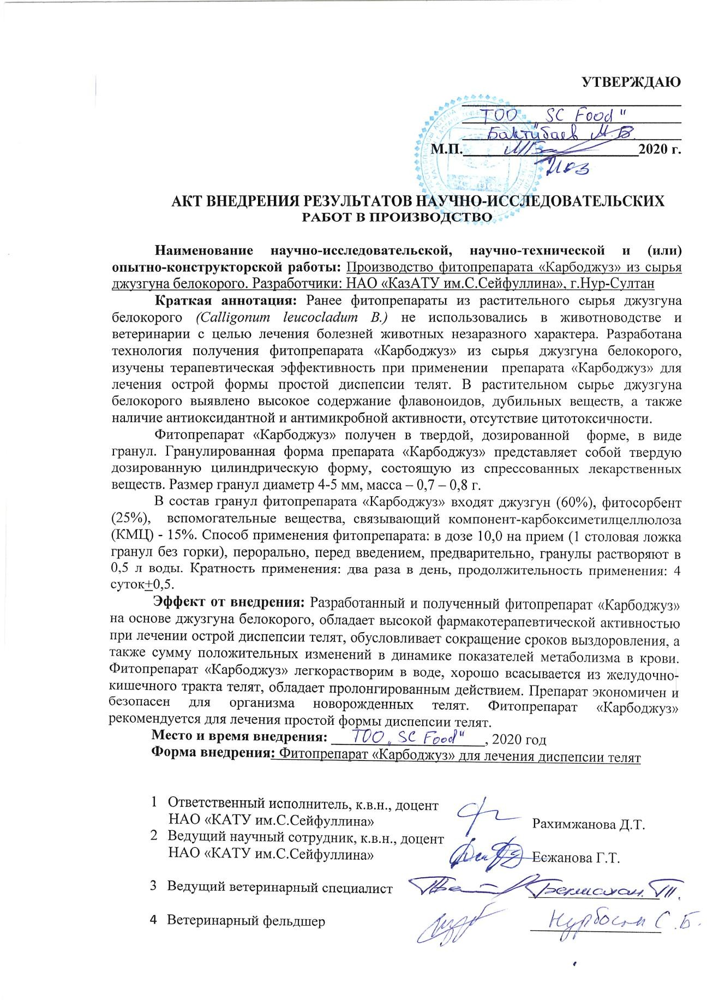 УТВЕРЖДАЮ
ТОО „SC Food"
Бактибаев М.Б.
М.П. 2020 г.
АКТ ВНЕДРЕНИЯ РЕЗУЛЬТАТОВ НАУЧНО-ИССЛЕДОВАТЕЛЬСКИХ
РАБОТ В ПРОИЗВОДСТВО
Наименование научно-исследовательской, научно-технической и (или)
опытно-конструкторской работы: Производство фитопрепарата «Карбоджуз» из сырья
джузгуна белокорого. Разработчики: НАО «КазАТУ им.С.Сейфуллина», г.Нур-Султан
Краткая аннотация: Ранее фитопрепараты из растительного сырья джузгуна
белокорого (Calligonum leucocladum B.) не использовались в животноводстве и
ветеринарии с целью лечения болезней животных незаразного характера. Разработана
технология получения фитопрепарата «Карбоджуз» из сырья джузгуна белокорого,
изучены терапевтическая эффективность при применении препарата «Карбоджуз» для
лечения острой формы простой диспепсии телят. В растительном сырье джузгуна
белокорого выявлено высокое содержание флавоноидов, дубильных веществ, а также
наличие антиоксидантной и антимикробной активности, отсутствие цитотоксичности.
Фитопрепарат «Карбоджуз» получен в твердой, дозированной форме, в виде
гранул. Гранулированная форма препарата «Карбоджуз» представляет собой твердую
дозированную цилиндрическую форму, состоящую из спрессованных лекарственных
веществ. Размер гранул диаметр 4-5 мм, масса – 0,7 – 0,8 г.
В состав гранул фитопрепарата «Карбоджуз» входят джузгун (60%), фитосорбент
(25%), вспомогательные вещества, связывающий компонент-карбоксиметилцеллюлоза
(КМЦ) - 15%. Способ применения фитопрепарата: в дозе 10,0 на прием (1 столовая ложка
гранул без горки), перорально, перед введением, предварительно, гранулы растворяют в
0,5 л воды. Кратность применения: два раза в день, продолжительность применения: 4
суток±0,5.
Эффект от внедрения: Разработанный и полученный фитопрепарат «Карбоджуз»
на основе джузгуна белокорого, обладает высокой фармакотерапевтической активностью
при лечении острой диспепсии телят, обусловливает сокращение сроков выздоровления, а
также сумму положительных изменений в динамике показателей метаболизма в крови.
Фитопрепарат «Карбоджуз» легкорастворим в воде, хорошо всасывается из желудочно-
кишечного тракта телят, обладает пролонгированным действием. Препарат экономичен и
безопасен для организма новорожденных телят. Фитопрепарат «Карбоджуз»
рекомендуется для лечения простой формы диспепсии телят.
Место и время внедрения: ТОО „SC Food", 2020 год
Форма внедрения: Фитопрепарат «Карбоджуз» для лечения диспепсии телят
1 Ответственный исполнитель, к.в.н., доцент
НАО «КАТУ им.С.Сейфуллина» Рахимжанова Д.Т.
2 Ведущий научный сотрудник, к.в.н., доцент
НАО «КАТУ им.С.Сейфуллина» Есжанова Г.Т.
3 Ведущий ветеринарный специалист
4 Ветеринарный фельдшер С.Б.